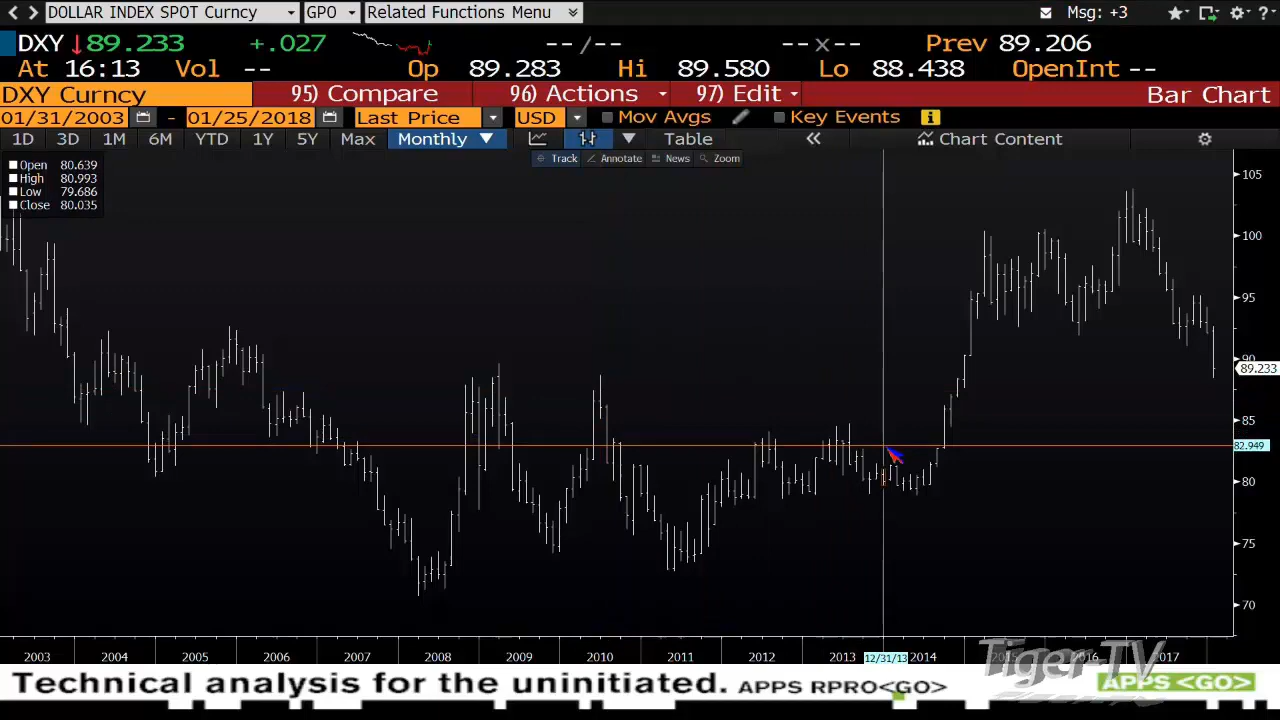 DOLLAR INDEX SPOT Curncy GPO Related Functions Menu Msg: +3 ?
DXY ↓89.233 +.027 --/-- --x-- Prev 89.206
At 16:13 Vol -- Op 89.283 Hi 89.580 Lo 88.438 OpenInt --
DXY Curncy 95) Compare 96) Actions 97) Edit Bar Chart
01/31/2003 - 01/25/2018 Last Price USD Mov Avgs Key Events
1D 3D 1M 6M YTD 1Y 5Y Max Monthly ▼ Table « Chart Content
Track Annotate News Zoom
Open 80.639
High 80.993
Low 79.686
Close 80.035
105
100
95
90
89.233
85
82.949
80
75
70
2003 2004 2005 2006 2007 2008 2009 2010 2011 2012 2013 12/31/13 2014 2015 2016 2017
Tiger TV
Technical analysis for the uninitiated. APPS RPRO<GO> APPS <GO>